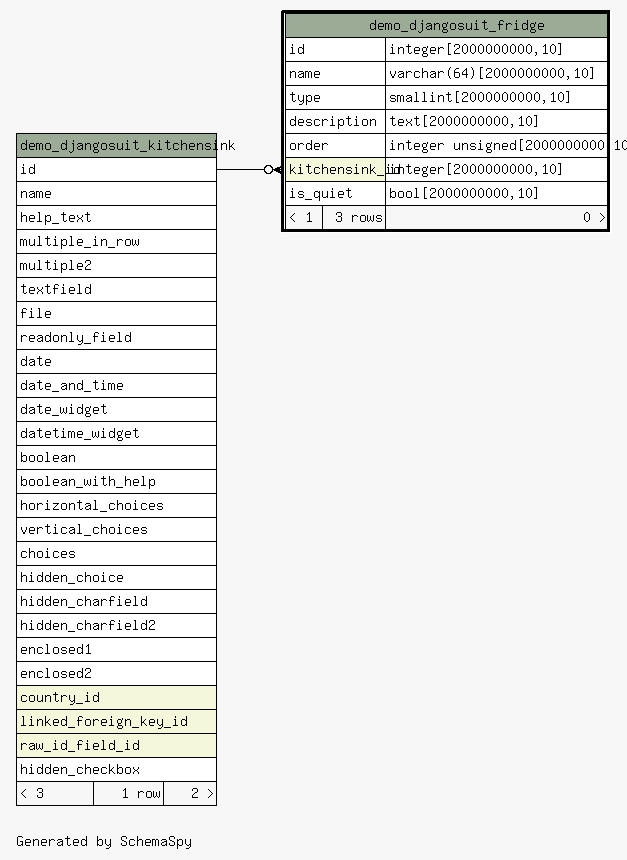 demo_djangosuit_fridge
id integer[2000000000,10]
name varchar(64)[2000000000,10]
type smallint[2000000000,10]
description text[2000000000,10]
order integer unsigned[2000000000,10
kitchensink_id integer[2000000000,10]
is_quiet bool[2000000000,10]
< 1 3 rows 0 >
demo_djangosuit_kitchensink
id
name
help_text
multiple_in_row
multiple2
textfield
file
readonly_field
date
date_and_time
date_widget
datetime_widget
boolean
boolean_with_help
horizontal_choices
vertical_choices
choices
hidden_choice
hidden_charfield
hidden_charfield2
enclosed1
enclosed2
country_id
linked_foreign_key_id
raw_id_field_id
hidden_checkbox
< 3 1 row 2 >
Generated by SchemaSpy